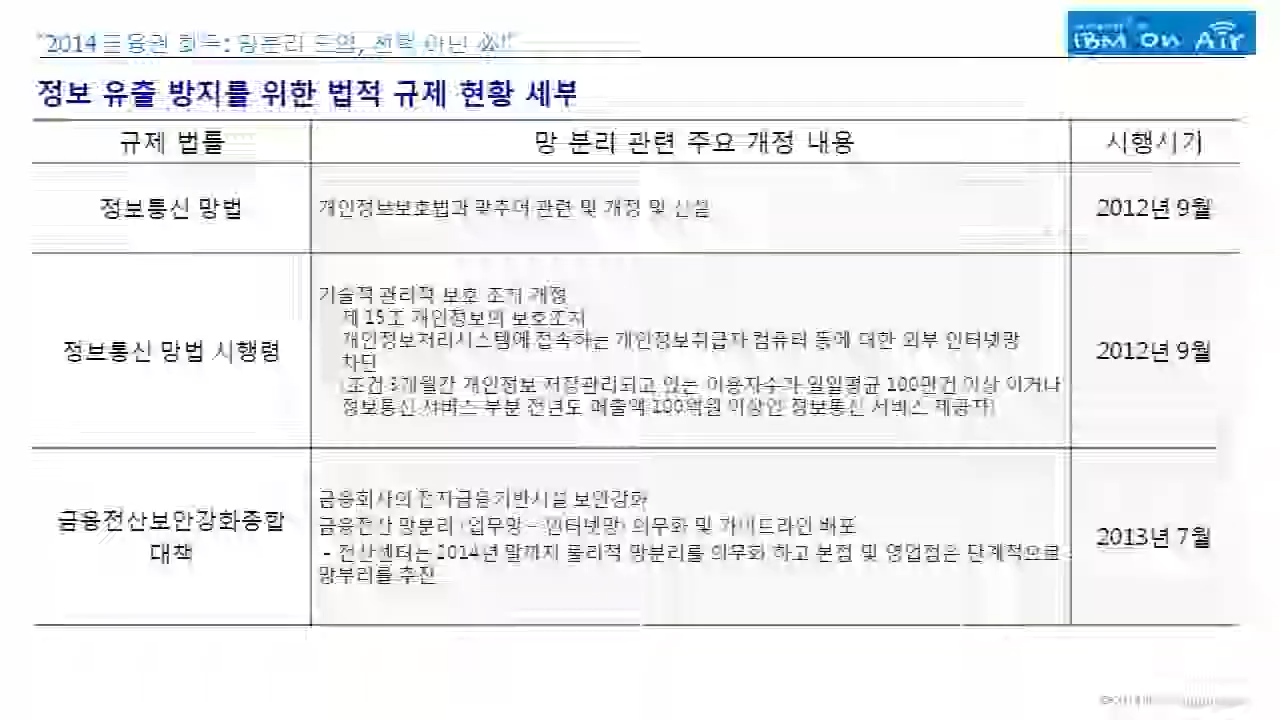 "2014 금융권 화두: 망분리 도입, 선택 아닌 必!"
IBM On Air
정보 유출 방지를 위한 법적 규제 현황 세부
규제 법률
망 분리 관련 주요 개정 내용
시행시기
정보통신 망법
개인정보보호법과 맞추어 관련 및 개정 및 신설
2012년 9월
정보통신 망법 시행령
기술적 관리적 보호 조치 개정
제 15조 개인정보의 보호조치
개인정보처리시스템에 접속하는 개인정보취급자 컴퓨터 등에 대한 외부 인터넷망
차단
(조건 3개월간 개인정보 저장관리되고 있는 이용자수가 일일평균 100만건 이상 이거나
정보통신 서비스 부분 전년도 매출액 100억원 이상인 정보통신 서비스 제공자)
2012년 9월
금융전산보안강화종합
대책
금융회사의 전자금융기반시설 보안강화
금융전산 망분리 (업무망 – 인터넷망) 의무화 및 가이드라인 배포
- 전산센터는 2014년 말까지 물리적 망분리를 의무화 하고 본점 및 영업점은 단계적으로
망부리를 추진
2013년 7월